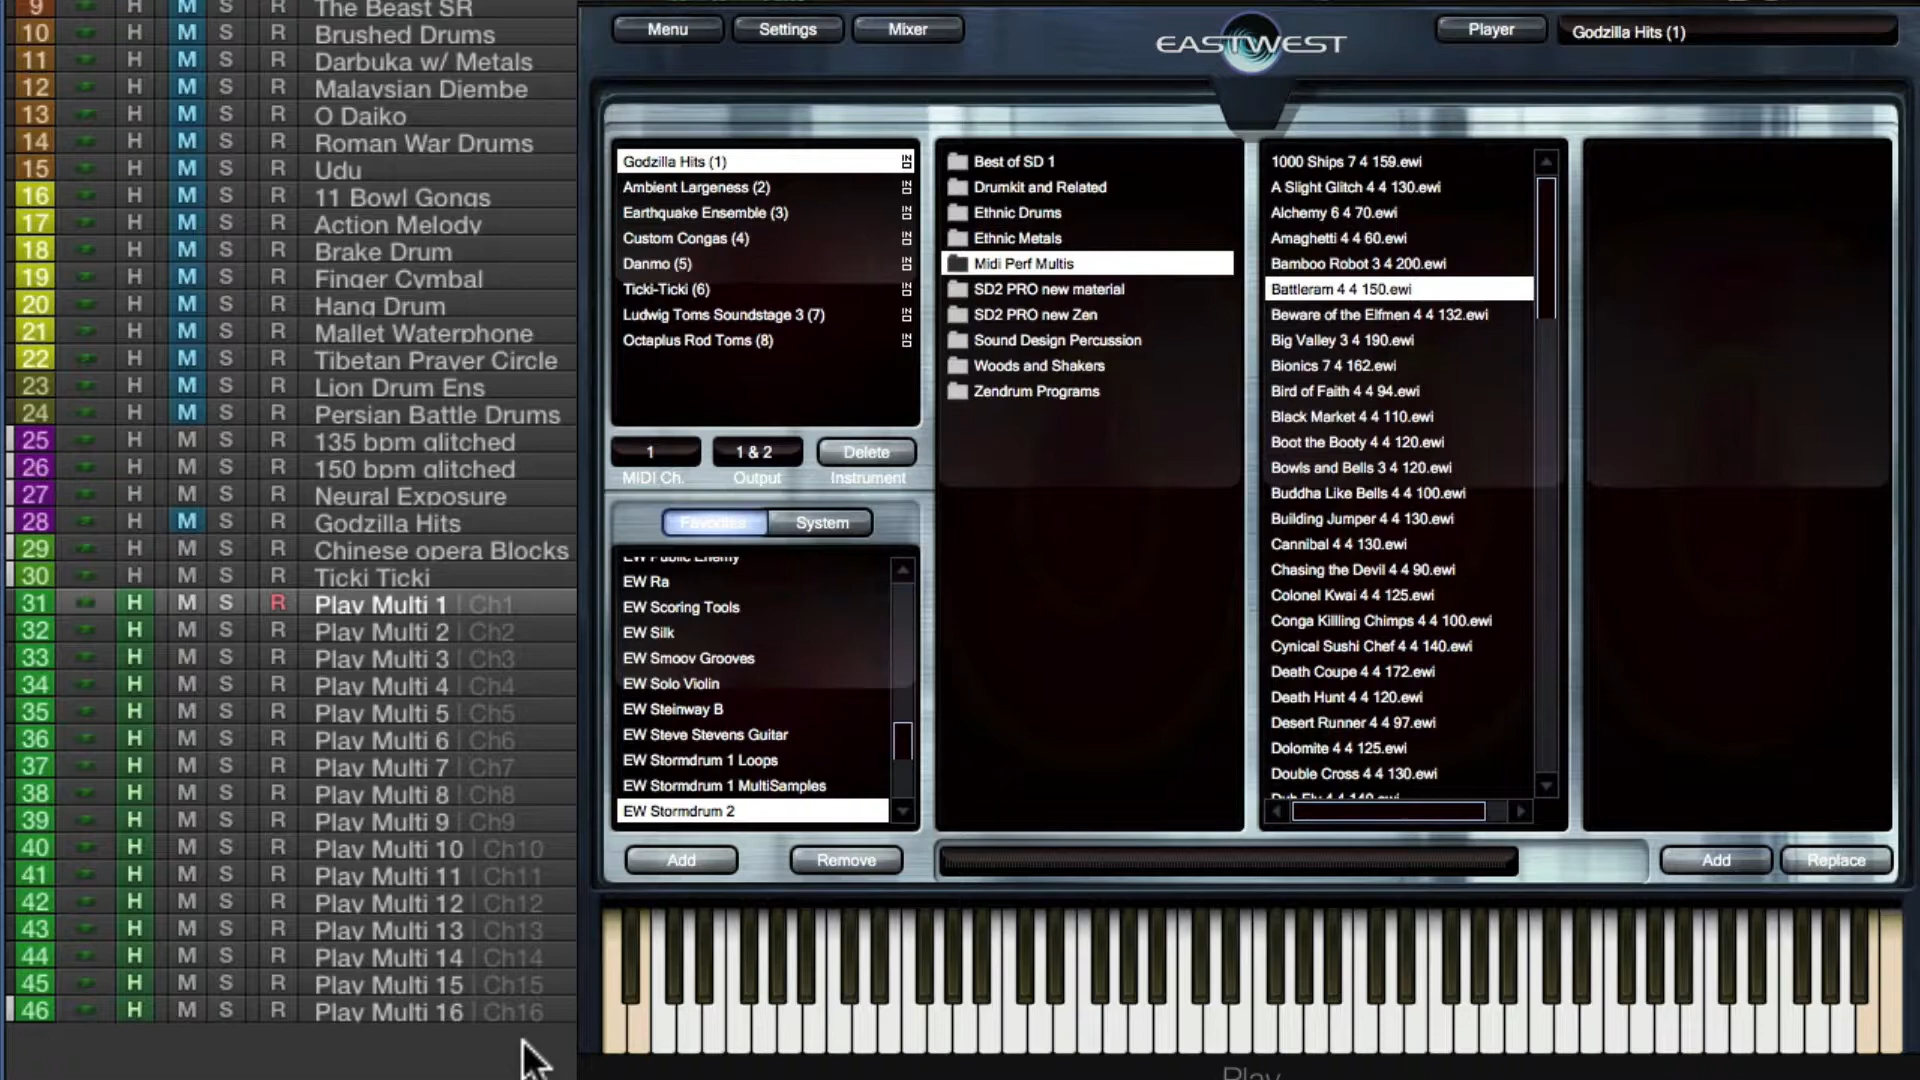 9 H M S R The Beast SR
10 H M S R Brushed Drums
11 H M S R Darbuka w/ Metals
12 H M S R Malaysian Djembe
13 H M S R O Daiko
14 H M S R Roman War Drums
15 H M S R Udu
16 H M S R 11 Bowl Gongs
17 H M S R Action Melody
18 H M S R Brake Drum
19 H M S R Finger Cymbal
20 H M S R Hang Drum
21 H M S R Mallet Waterphone
22 H M S R Tibetan Prayer Circle
23 H M S R Lion Drum Ens
24 H M S R Persian Battle Drums
25 H M S R 135 bpm glitched
26 H M S R 150 bpm glitched
27 H M S R Neural Exposure
28 H M S R Godzilla Hits
29 H M S R Chinese opera Blocks
30 H M S R Ticki Ticki
31 H M S R Play Multi 1 | Ch1
32 H M S R Play Multi 2 | Ch2
33 H M S R Play Multi 3 | Ch3
34 H M S R Play Multi 4 | Ch4
35 H M S R Play Multi 5 | Ch5
36 H M S R Play Multi 6 | Ch6
37 H M S R Play Multi 7 | Ch7
38 H M S R Play Multi 8 | Ch8
39 H M S R Play Multi 9 | Ch9
40 H M S R Play Multi 10 | Ch10
41 H M S R Play Multi 11 | Ch11
42 H M S R Play Multi 12 | Ch12
43 H M S R Play Multi 13 | Ch13
44 H M S R Play Multi 14 | Ch14
45 H M S R Play Multi 15 | Ch15
46 H M S R Play Multi 16 | Ch16
Menu Settings Mixer
EASTWEST
Player Godzilla Hits (1)
Godzilla Hits (1)
Ambient Largeness (2)
Earthquake Ensemble (3)
Custom Congas (4)
Danmo (5)
Ticki-Ticki (6)
Ludwig Toms Soundstage 3 (7)
Octaplus Rod Toms (8)
1 1 & 2 Delete
MIDI Ch. Output Instrument
Favorites System
EW Public Enemy
EW Ra
EW Scoring Tools
EW Silk
EW Smoov Grooves
EW Solo Violin
EW Steinway B
EW Steve Stevens Guitar
EW Stormdrum 1 Loops
EW Stormdrum 1 MultiSamples
EW Stormdrum 2
Add Remove
Best of SD 1
Drumkit and Related
Ethnic Drums
Ethnic Metals
Midi Perf Multis
SD2 PRO new material
SD2 PRO new Zen
Sound Design Percussion
Woods and Shakers
Zendrum Programs
1000 Ships 7 4 159.ewi
A Slight Glitch 4 4 130.ewi
Alchemy 6 4 70.ewi
Amaghetti 4 4 60.ewi
Bamboo Robot 3 4 200.ewi
Battleram 4 4 150.ewi
Beware of the Elfmen 4 4 132.ewi
Big Valley 3 4 190.ewi
Bionics 7 4 162.ewi
Bird of Faith 4 4 94.ewi
Black Market 4 4 110.ewi
Boot the Booty 4 4 120.ewi
Bowls and Bells 3 4 120.ewi
Buddha Like Bells 4 4 100.ewi
Building Jumper 4 4 130.ewi
Cannibal 4 4 130.ewi
Chasing the Devil 4 4 90.ewi
Colonel Kwai 4 4 125.ewi
Conga Killling Chimps 4 4 100.ewi
Cynical Sushi Chef 4 4 140.ewi
Death Coupe 4 4 172.ewi
Death Hunt 4 4 120.ewi
Desert Runner 4 4 97.ewi
Dolomite 4 4 125.ewi
Double Cross 4 4 130.ewi
Add Replace
Play